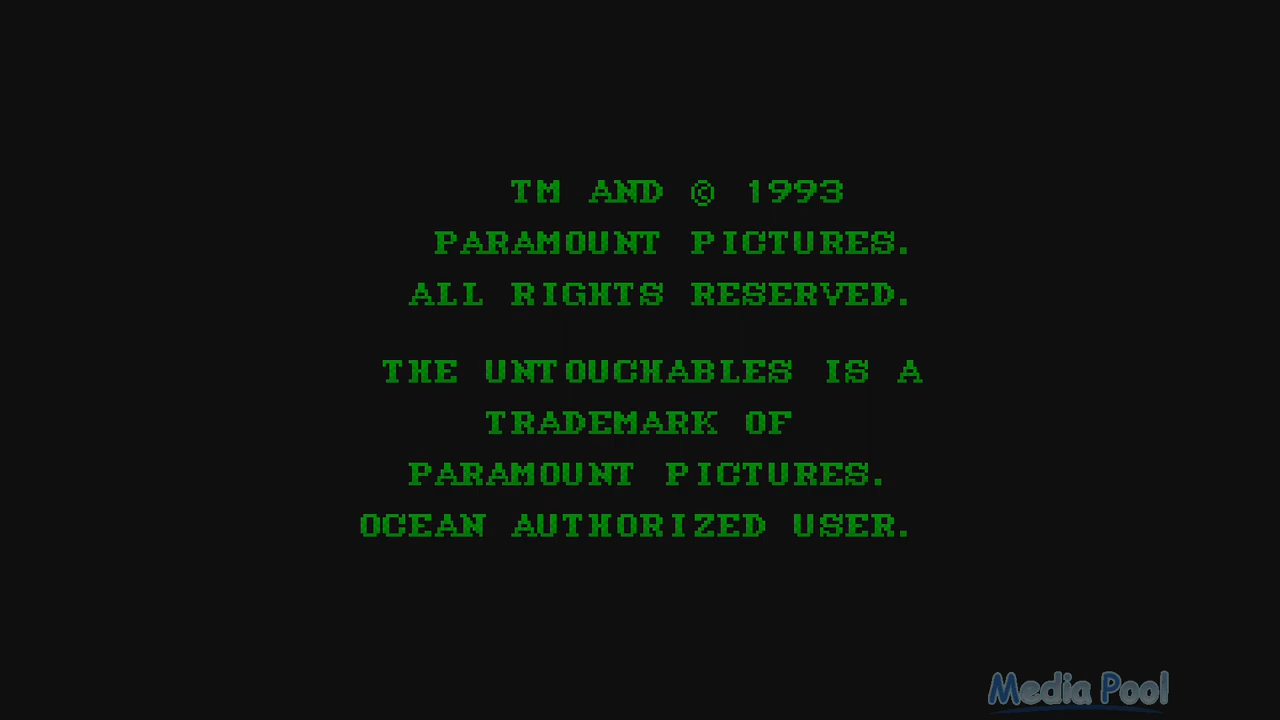 TM AND © 1993
PARAMOUNT PICTURES.
ALL RIGHTS RESERVED.
THE UNTOUCHABLES IS A
TRADEMARK OF
PARAMOUNT PICTURES.
OCEAN AUTHORIZED USER.
Media Pool